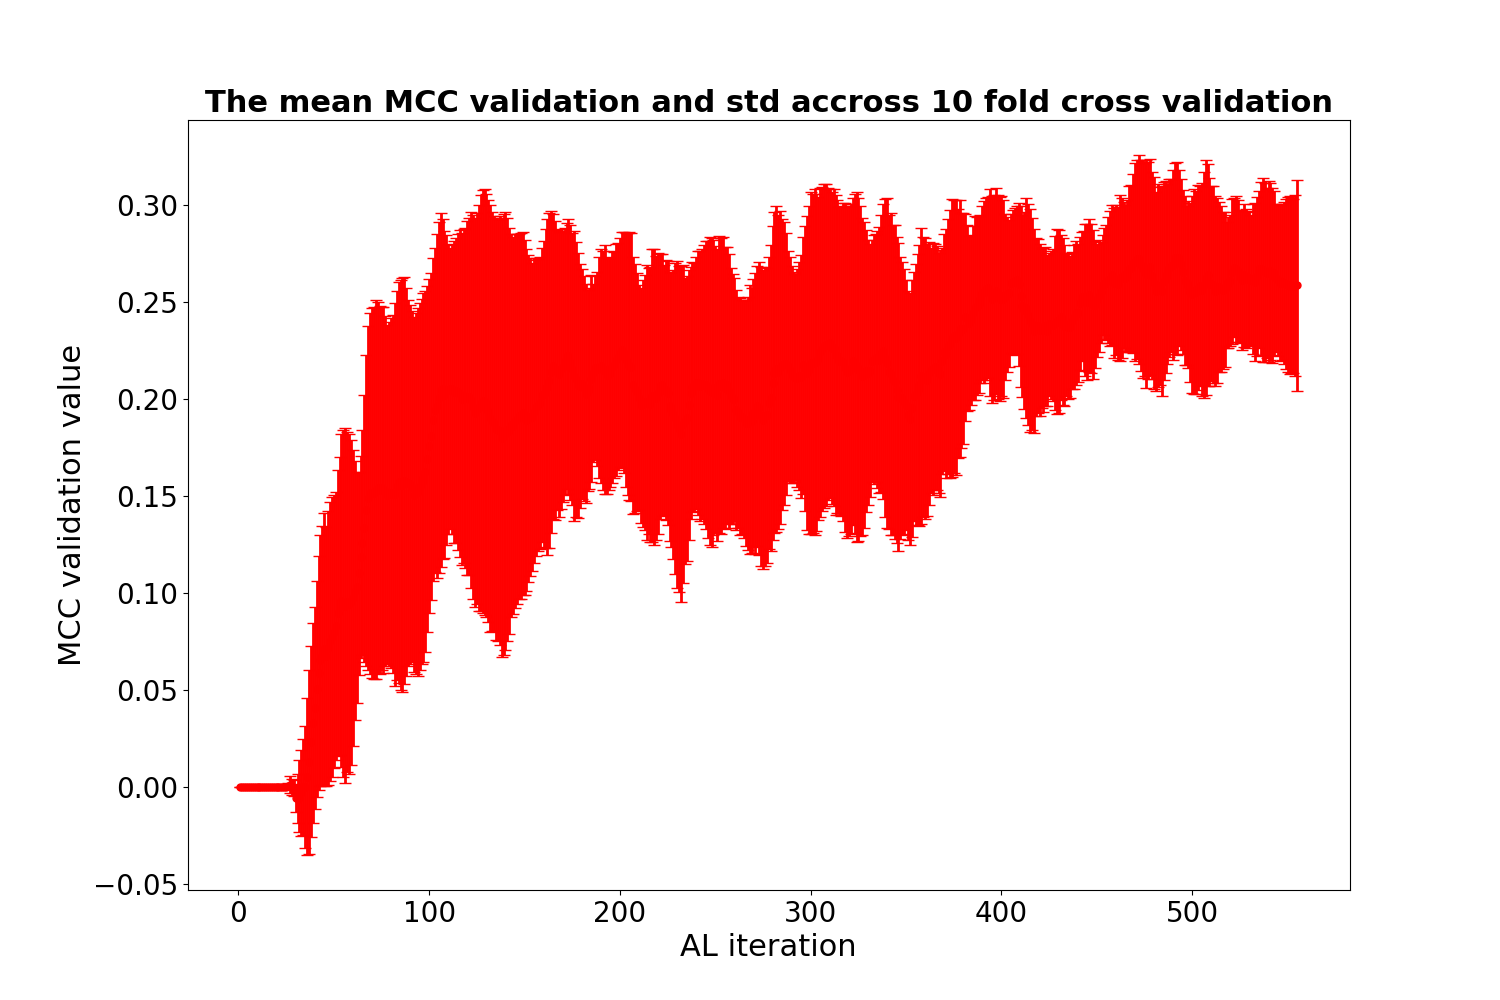 The mean MCC validation and std accross 10 fold cross validation
0.30
0.25
0.20
0.15
0.10
0.05
0.00
−0.05
MCC validation value
0 100 200 300 400 500
AL iteration